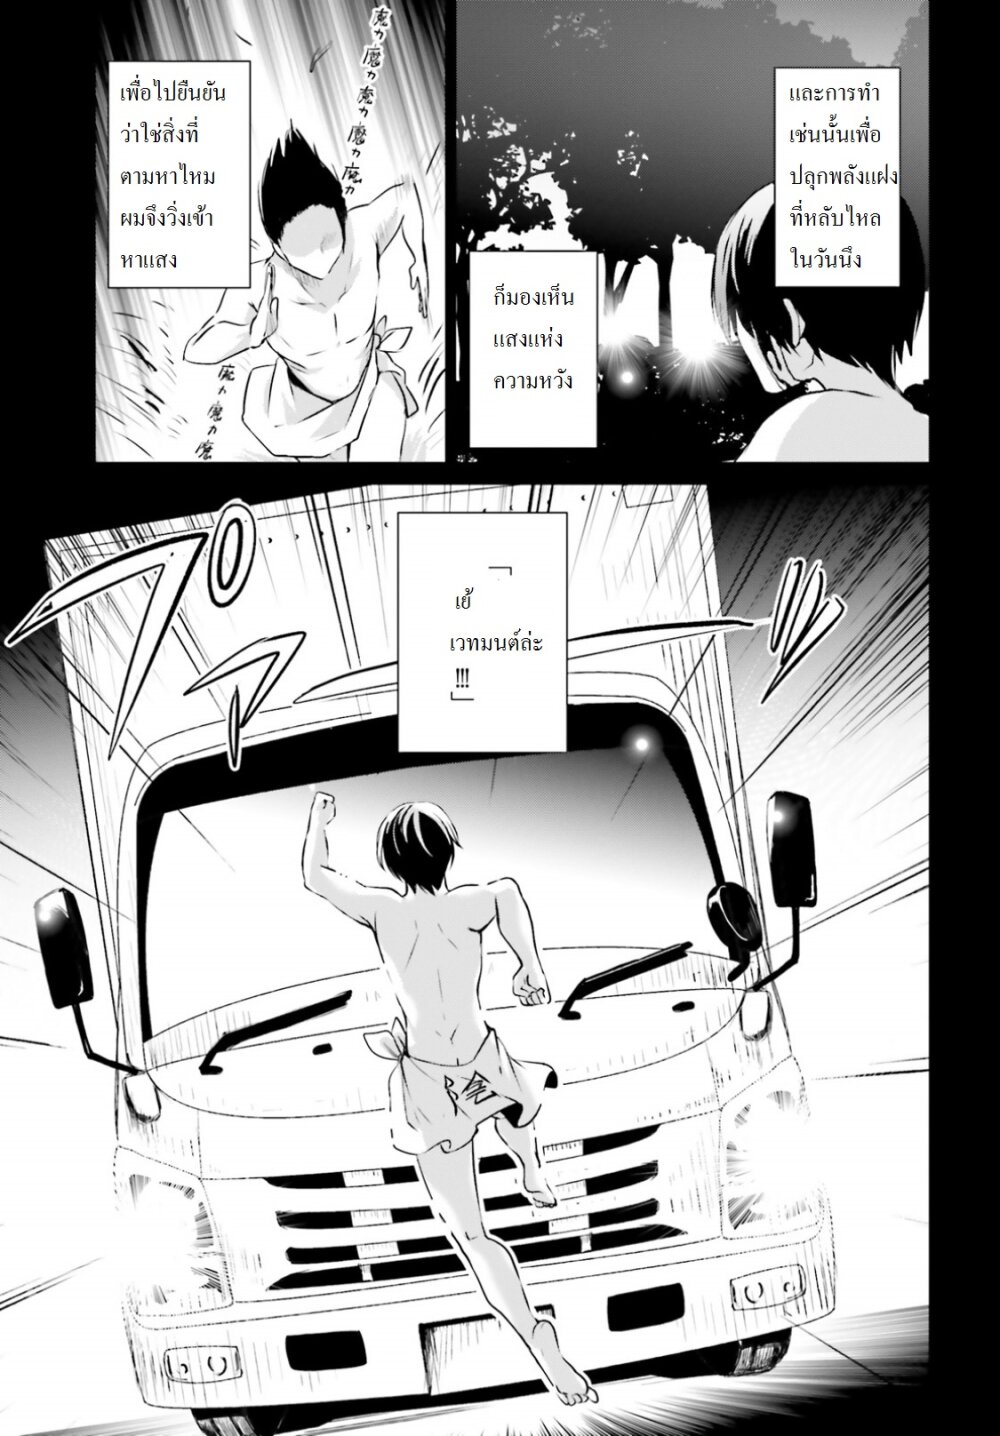 และการทำ
เช่นนั้นเพื่อ
ปลุกพลังแฝง
ที่หลับไหล
ในวันนึง
ก็มองเห็น
แสงแห่ง
ความหวัง
魔力魔力魔力魔力魔力
เพื่อไปยืนยัน
ว่าใช่สิ่งที่
ตามหาไหม
ผมจึงวิ่งเข้า
หาแสง
魔力魔力魔
「
เย้
เวทมนต์ล่ะ
!!!
」
プ
陰